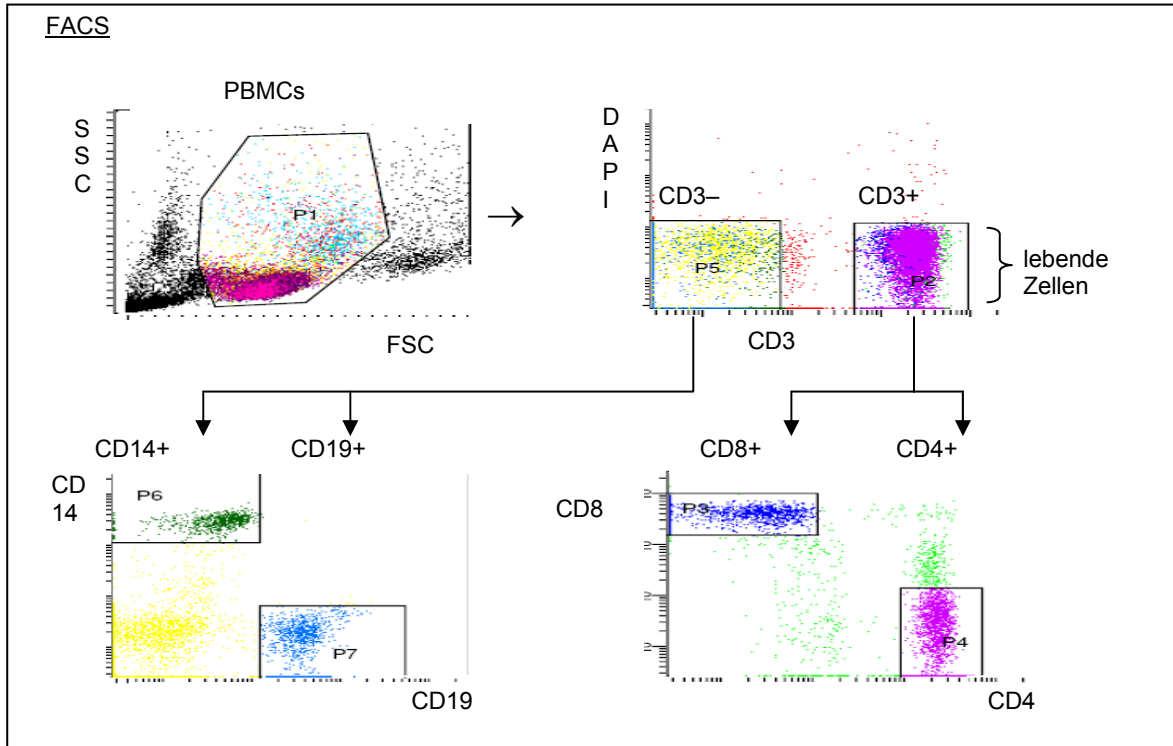 FACS
PBMCs
SSC
P1
FSC
→
DAPI
CD3–
CD3+
P5
P2
lebende
Zellen
CD3
CD14+
CD19+
CD
14
P6
P7
CD19
CD8+
CD4+
CD8
P3
P4
CD4